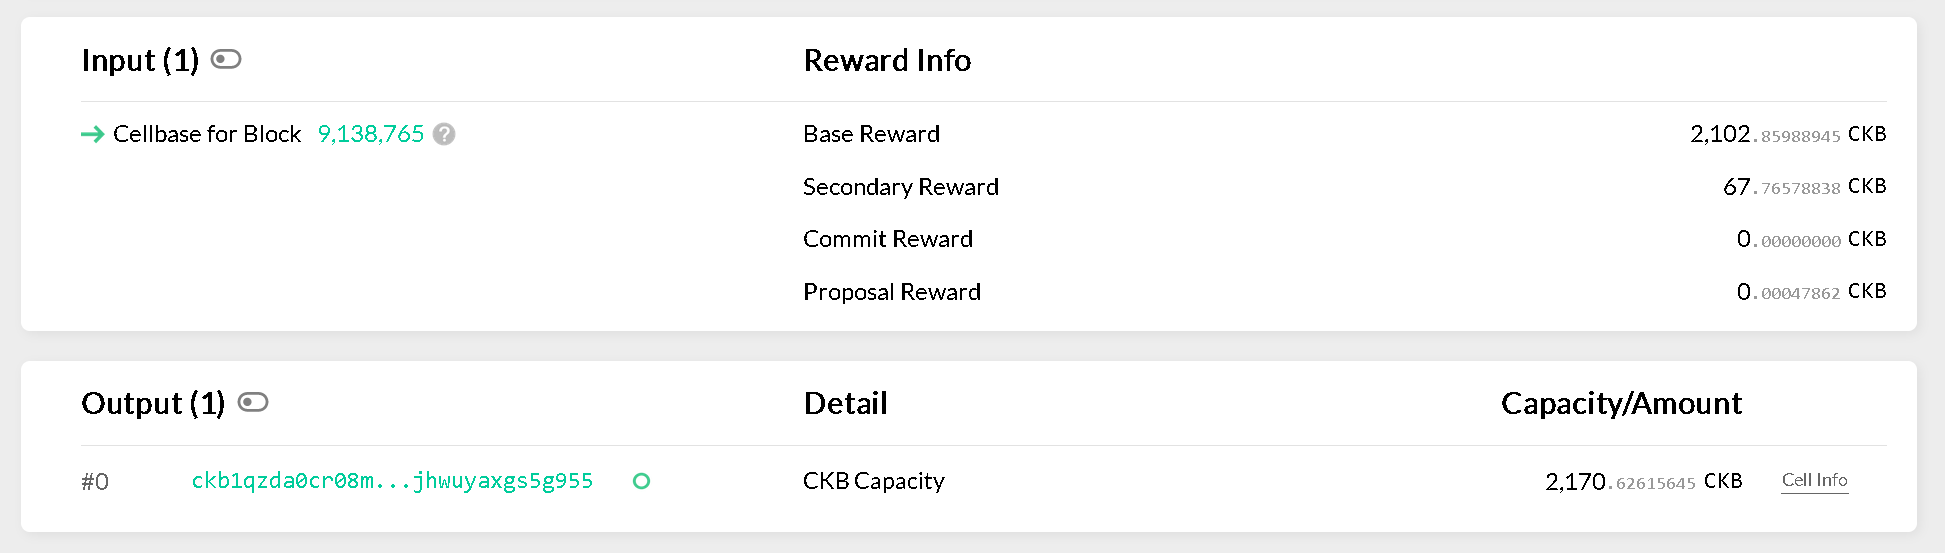 Input (1) Reward Info
Cellbase for Block 9,138,765 ? Base Reward 2,102.85988945 CKB
Secondary Reward 67.76578838 CKB
Commit Reward 0.00000000 CKB
Proposal Reward 0.00047862 CKB
Output (1) Detail Capacity/Amount
#0 ckb1qzda0cr08m...jhwuyaxgs5g955 CKB Capacity 2,170.62615645 CKB Cell Info